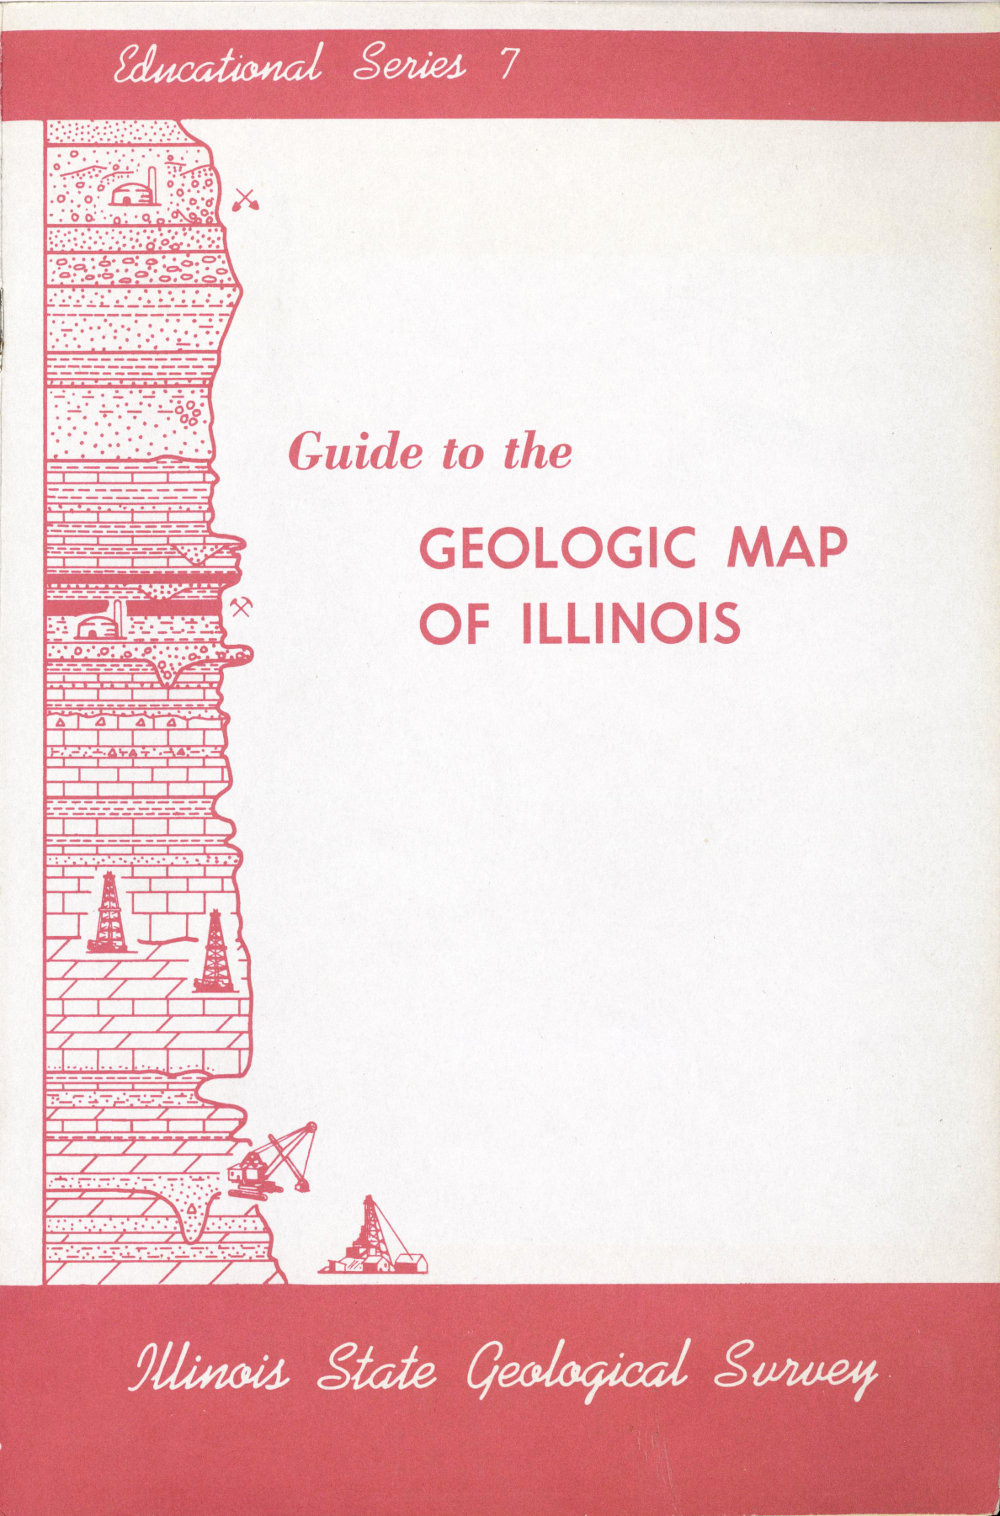 Educational Series 7
Guide to the
GEOLOGIC MAP
OF ILLINOIS
Illinois State Geological Survey